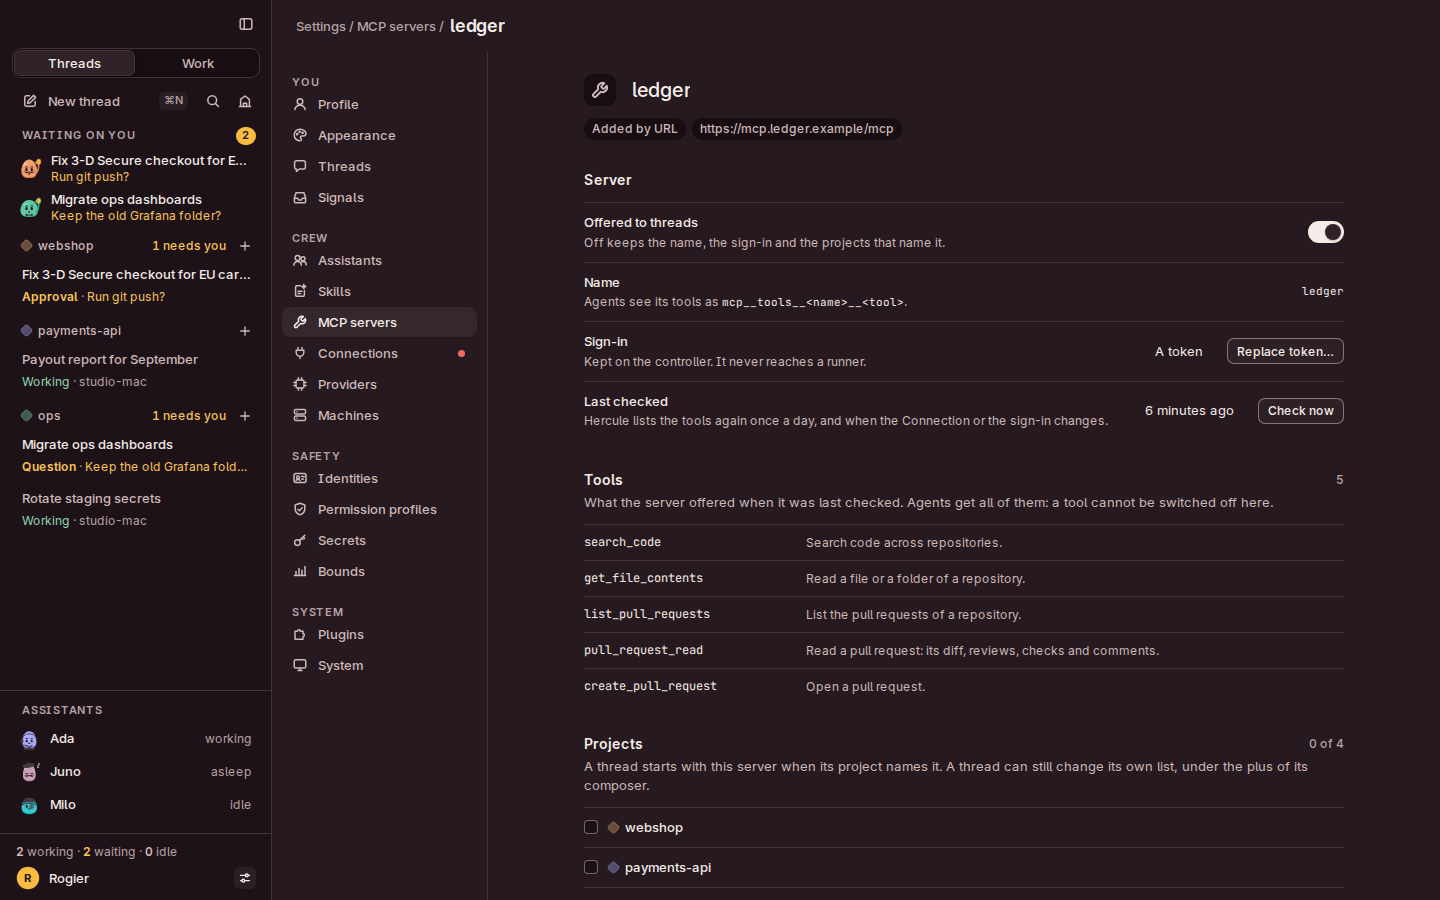 Threads
Work
New thread
⌘N
WAITING ON YOU
2
Fix 3-D Secure checkout for E...
Run git push?
Migrate ops dashboards
Keep the old Grafana folder?
webshop
1 needs you
Fix 3-D Secure checkout for EU car...
Approval · Run git push?
payments-api
Payout report for September
Working · studio-mac
ops
1 needs you
Migrate ops dashboards
Question · Keep the old Grafana fold...
Rotate staging secrets
Working · studio-mac
ASSISTANTS
Ada
working
Juno
asleep
Milo
idle
2 working · 2 waiting · 0 idle
R
Rogier
Settings / MCP servers / ledger
YOU
Profile
Appearance
Threads
Signals
CREW
Assistants
Skills
MCP servers
Connections
Providers
Machines
SAFETY
Identities
Permission profiles
Secrets
Bounds
SYSTEM
Plugins
System
ledger
Added by URL
https://mcp.ledger.example/mcp
Server
Offered to threads
Off keeps the name, the sign-in and the projects that name it.
Name
Agents see its tools as mcp__tools__<name>__<tool>.
ledger
Sign-in
Kept on the controller. It never reaches a runner.
A token
Replace token...
Last checked
Hercule lists the tools again once a day, and when the Connection or the sign-in changes.
6 minutes ago
Check now
Tools
5
What the server offered when it was last checked. Agents get all of them: a tool cannot be switched off here.
search_code
Search code across repositories.
get_file_contents
Read a file or a folder of a repository.
list_pull_requests
List the pull requests of a repository.
pull_request_read
Read a pull request: its diff, reviews, checks and comments.
create_pull_request
Open a pull request.
Projects
0 of 4
A thread starts with this server when its project names it. A thread can still change its own list, under the plus of its
composer.
webshop
payments-api